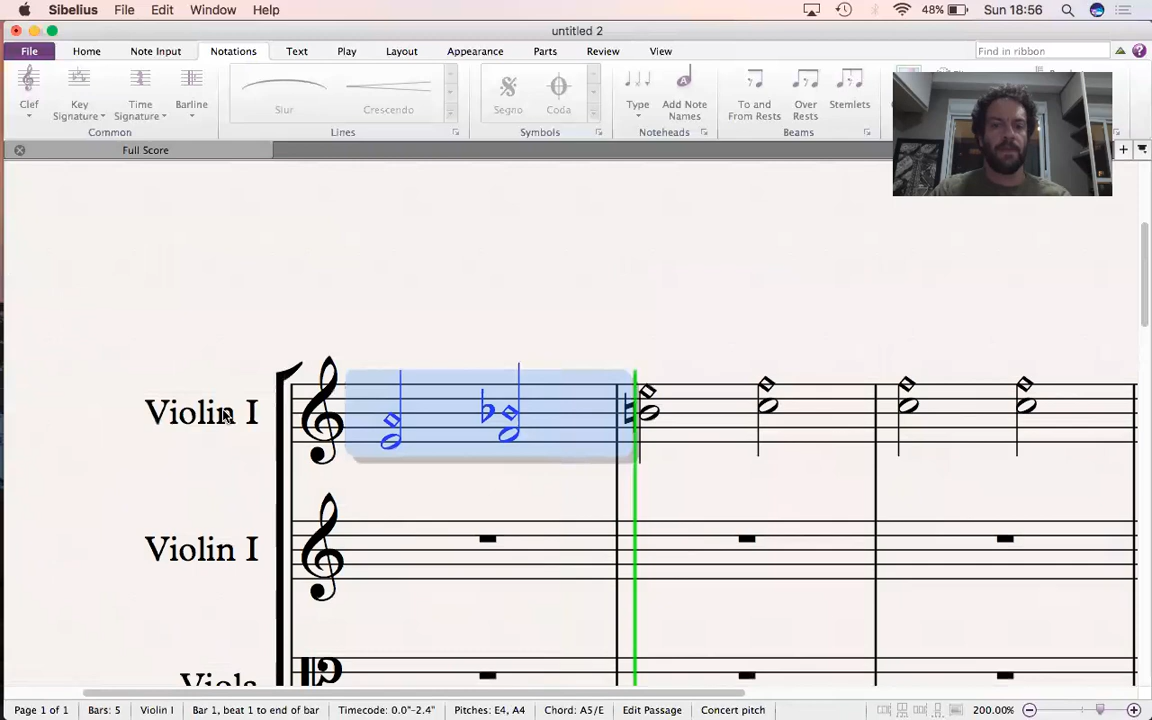 Sibelius File Edit Window Help 48% Sun 18:56
untitled 2
File Home Note Input Notations Text Play Layout Appearance Parts Review View Find in ribbon
Clef Key Signature Time Signature Barline Slur Crescendo Segno Coda Type Add Note Names To and From Rests Over Rests Stemlets
Common Lines Symbols Noteheads Beams
Full Score
Violin I
Violin I
Viola
Page 1 of 1 Bars: 5 Violin I Bar 1, beat 1 to end of bar Timecode: 0.0"-2.4" Pitches: E4, A4 Chord: A5/E Edit Passage Concert pitch 200.00%